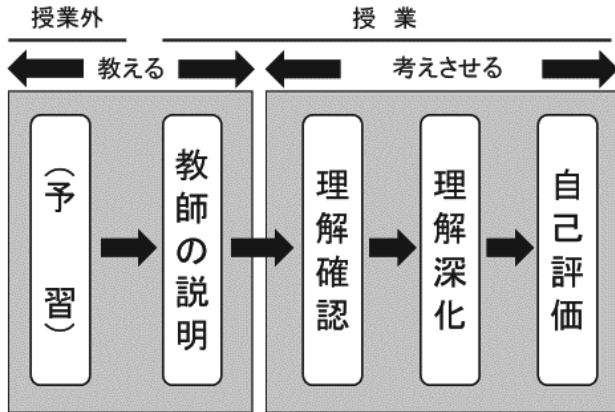 授業外
授 業
教える
考えさせる
（予 習）
教師の説明
理解確認
理解深化
自己評価